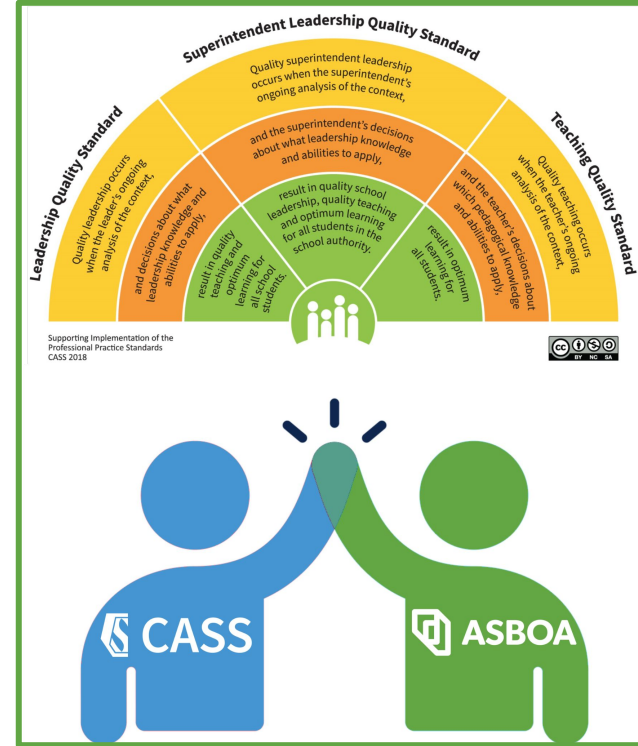 Superintendent Leadership Quality Standard
Quality superintendent leadership
occurs when the superintendent's
ongoing analysis of the context,
and the superintendent's decisions
about what leadership knowledge
and abilities to apply,
result in quality school
leadership, quality teaching
and optimum learning
for all students in the
school authority.
Leadership Quality Standard
Quality leadership occurs
when the leader's ongoing
analysis of the context,
and decisions about what
leadership knowledge and
abilities to apply,
result in quality
teaching and
optimum
learning for
all school
students.
Teaching Quality Standard
Quality teaching occurs
when the teacher's ongoing
analysis of the context,
and the teacher's decisions about
which pedagogical knowledge
and abilities to apply,
result in optimum
learning for
all students.
Supporting Implementation of the
Professional Practice Standards
CASS 2018
cc
BY NC SA
CASS
ASBOA